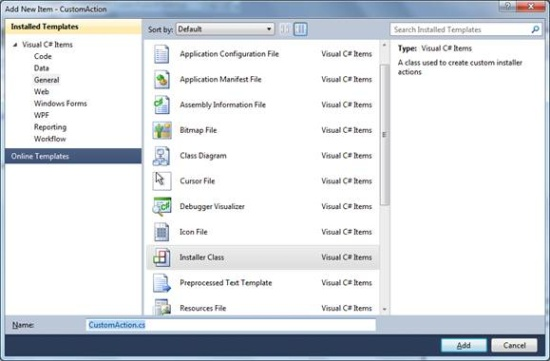 Add New Item - CustomAction
Installed Templates
Visual C# Items
Code
Data
General
Web
Windows Forms
WPF
Reporting
Workflow
Online Templates
Sort by: Default
Application Configuration File Visual C# Items
Application Manifest File Visual C# Items
Assembly Information File Visual C# Items
Bitmap File Visual C# Items
Class Diagram Visual C# Items
Cursor File Visual C# Items
Debugger Visualizer Visual C# Items
Icon File Visual C# Items
Installer Class Visual C# Items
Preprocessed Text Template Visual C# Items
Resources File Visual C# Items
Search Installed Templates
Type: Visual C# Items
A class used to create custom installer
actions
Name: CustomAction.cs
Add Cancel